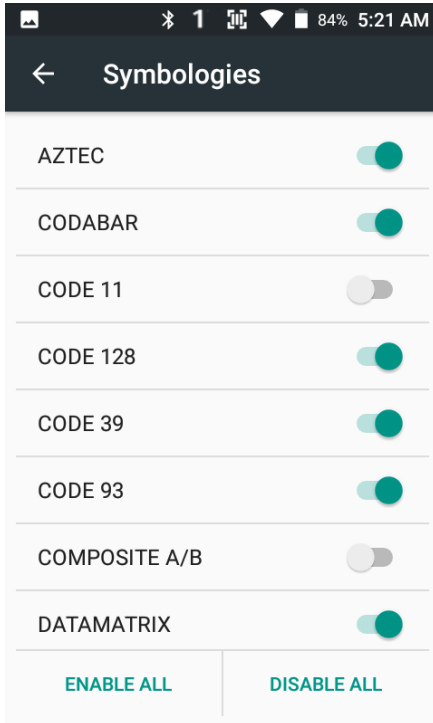 1 84% 5:21 AM
Symbologies
AZTEC
CODABAR
CODE 11
CODE 128
CODE 39
CODE 93
COMPOSITE A/B
DATAMATRIX
ENABLE ALL DISABLE ALL